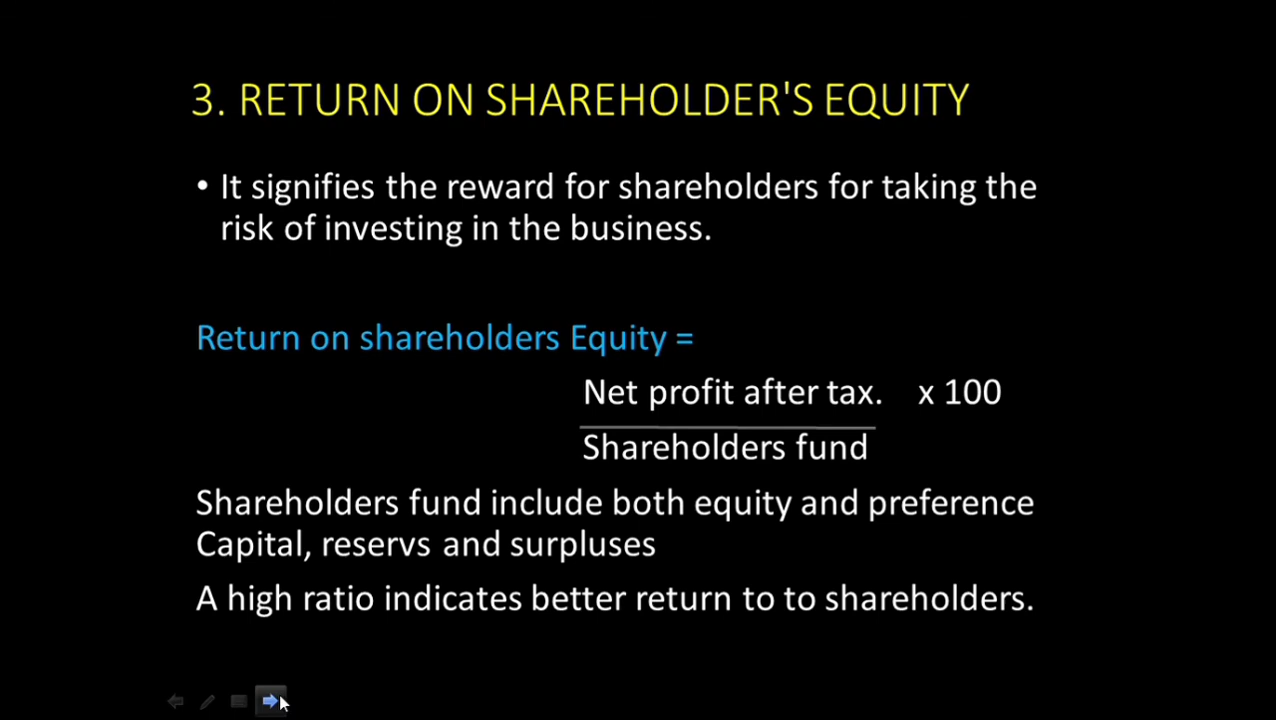 3. RETURN ON SHAREHOLDER'S EQUITY
• It signifies the reward for shareholders for taking the
risk of investing in the business.
Return on shareholders Equity =
Net profit after tax. x 100
Shareholders fund
Shareholders fund include both equity and preference
Capital, reservs and surpluses
A high ratio indicates better return to to shareholders.